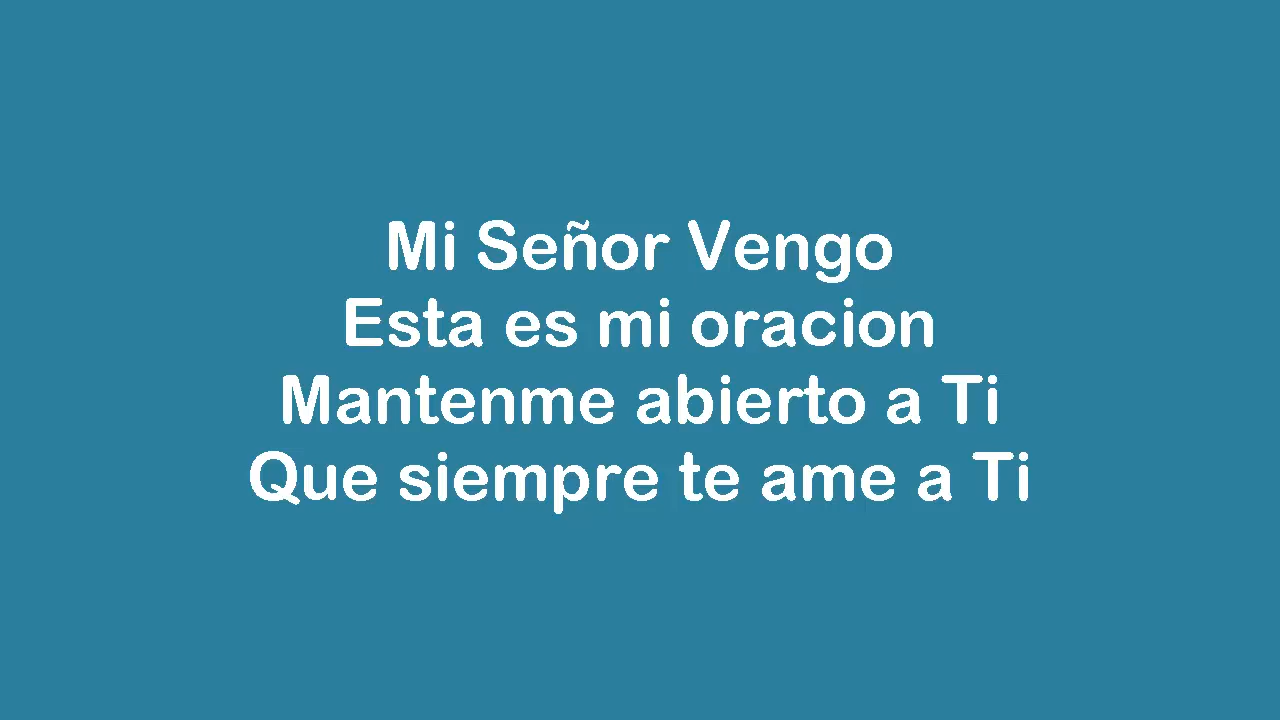 Mi Señor Vengo
Esta es mi oracion
Mantenme abierto a Ti
Que siempre te ame a Ti